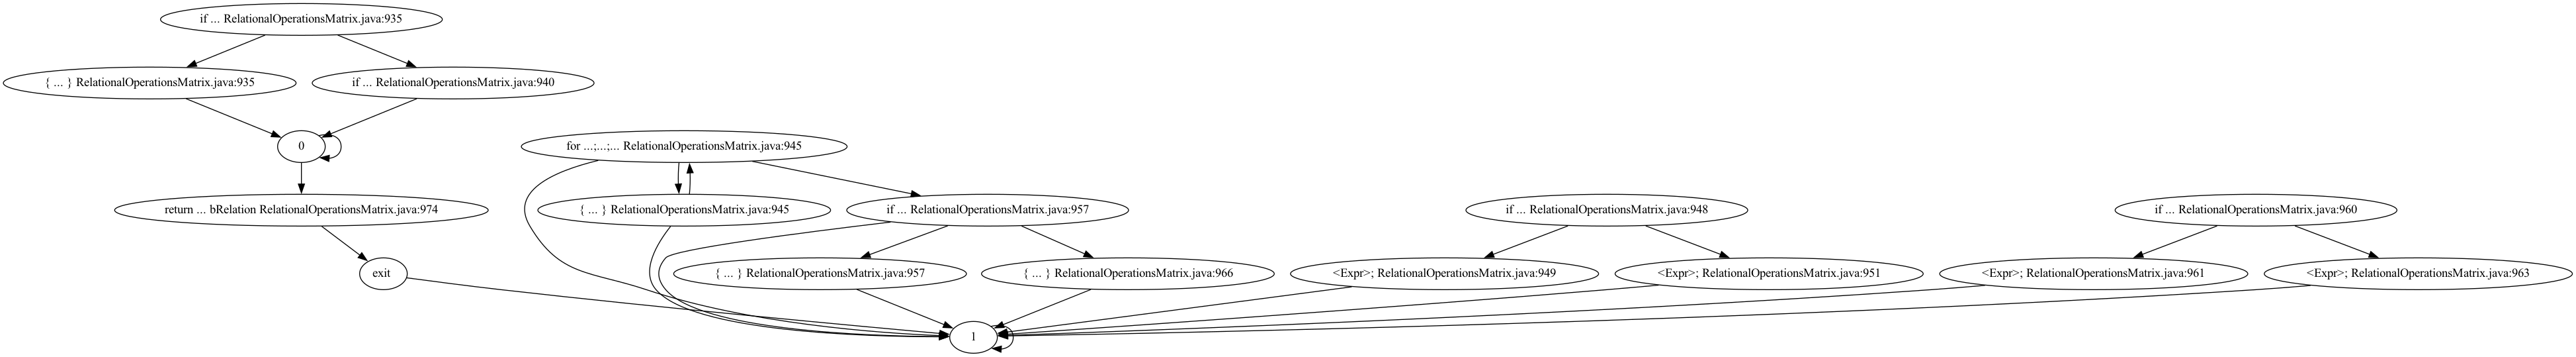 if ... RelationalOperationsMatrix.java:935
{ ... } RelationalOperationsMatrix.java:935
if ... RelationalOperationsMatrix.java:940
0
for ...;...;... RelationalOperationsMatrix.java:945
return ... bRelation RelationalOperationsMatrix.java:974
{ ... } RelationalOperationsMatrix.java:945
if ... RelationalOperationsMatrix.java:957
if ... RelationalOperationsMatrix.java:948
if ... RelationalOperationsMatrix.java:960
exit
{ ... } RelationalOperationsMatrix.java:957
{ ... } RelationalOperationsMatrix.java:966
<Expr>; RelationalOperationsMatrix.java:949
<Expr>; RelationalOperationsMatrix.java:951
<Expr>; RelationalOperationsMatrix.java:961
<Expr>; RelationalOperationsMatrix.java:963
1